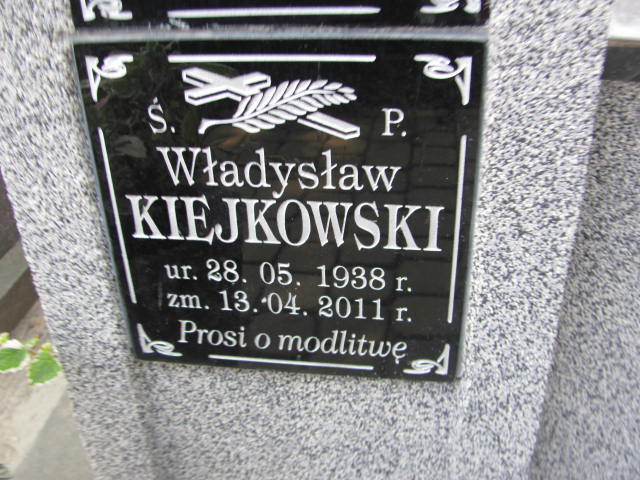 Ś. P.
Władysław
KIEJKOWSKI
ur. 28. 05. 1938 r.
zm. 13. 04. 2011 r.
Prosi o modlitwę